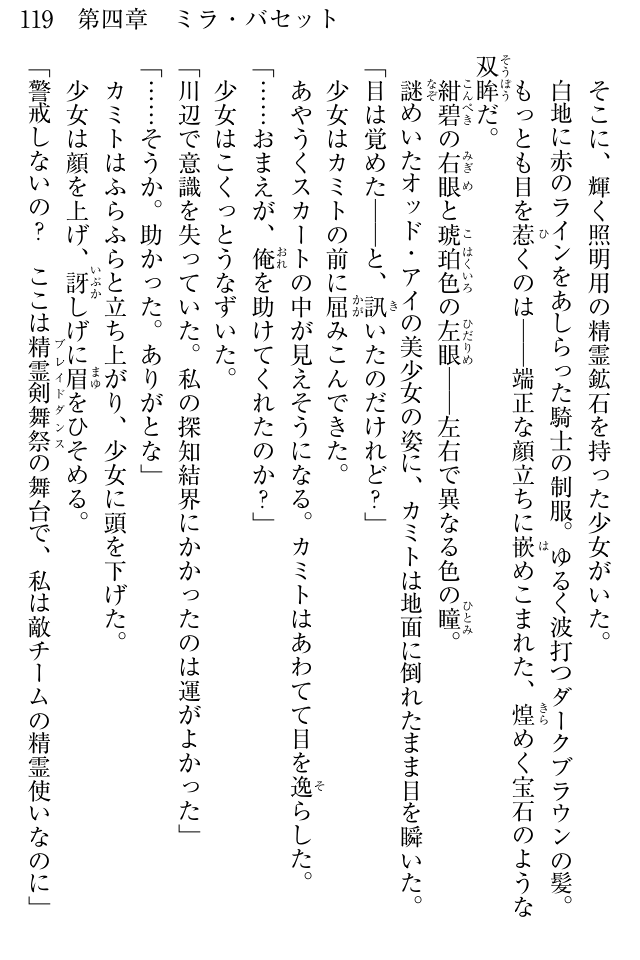 119 第四章 ミラ・バセット
そこに、輝く照明用の精霊鉱石を持った少女がいた。
白地に赤のラインをあしらった騎士の制服。ゆるく波打つダークブラウンの髪。
もっとも目を惹くのは――端正な顔立ちに嵌めこまれた、煌めく宝石のような
双眸だ。
紺碧の右眼と琥珀色の左眼――左右で異なる色の瞳。
謎めいたオッド・アイの美少女の姿に、カミトは地面に倒れたまま目を瞬いた。
「目は覚めた――と、訊いたのだけれど?」
少女はカミトの前に屈みこんできた。
あやうくスカートの中が見えそうになる。カミトはあわてて目を逸らした。
「……おまえが、俺を助けてくれたのか?」
少女はこくっとうなずいた。
「川辺で意識を失っていた。私の探知結界にかかったのは運がよかった」
「……そうか。助かった。ありがとな」
カミトはふらふらと立ち上がり、少女に頭を下げた。
少女は顔を上げ、訝しげに眉をひそめる。
「警戒しないの? ここは精霊剣舞祭の舞台で、私は敵チームの精霊使いなのに」